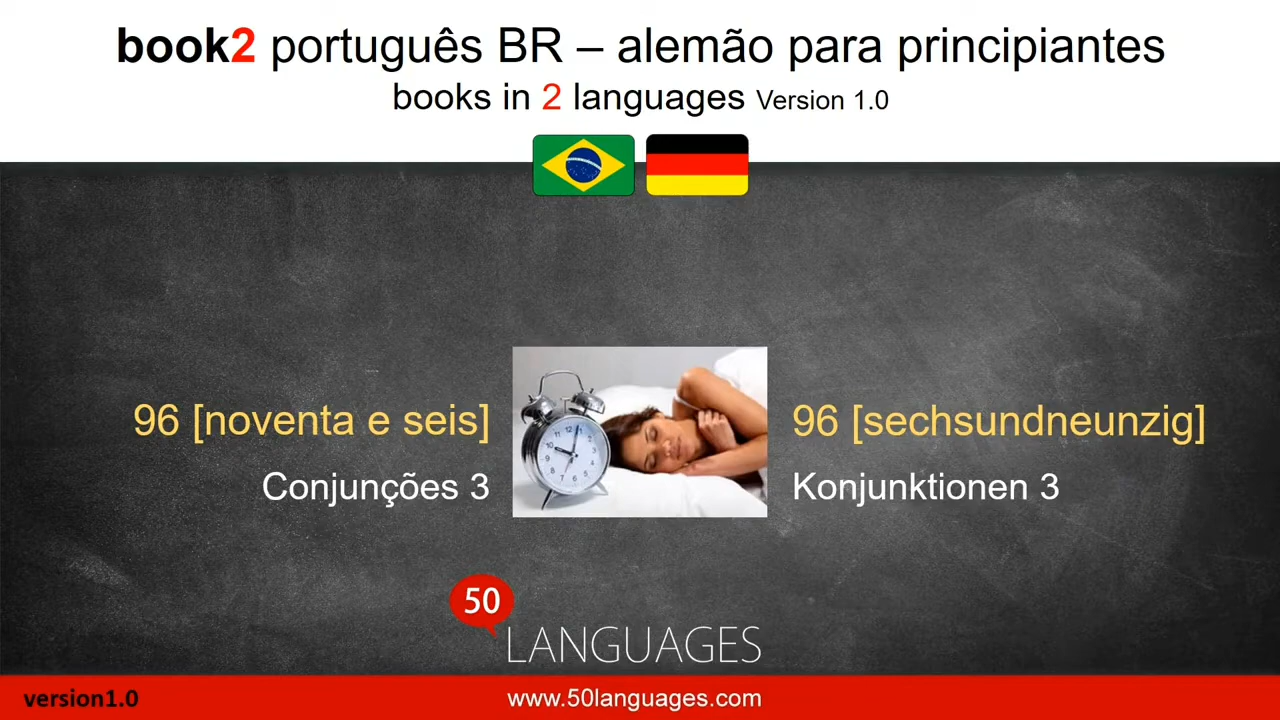 book2 português BR – alemão para principiantes
books in 2 languages Version 1.0
96 [noventa e seis]
Conjunções 3
96 [sechsundneunzig]
Konjunktionen 3
50
LANGUAGES
version1.0
www.50languages.com